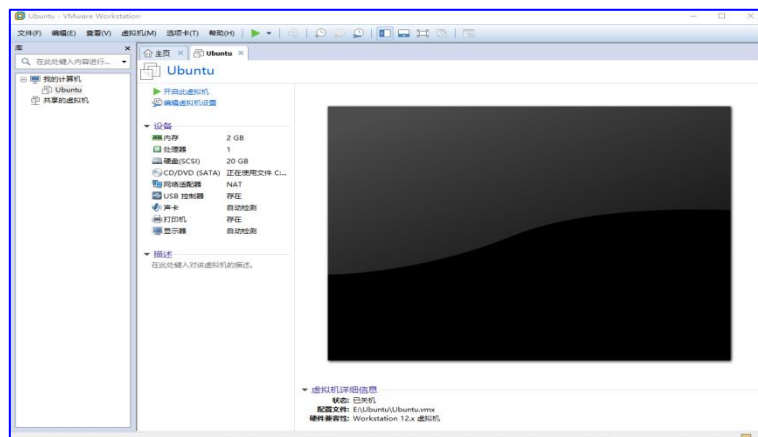 Ubuntu - VMware Workstation
文件(F) 编辑(E) 查看(V) 虚拟机(M) 选项卡(T) 帮助(H)
库
在此处键入内容进行...
我的计算机
Ubuntu
共享的虚拟机
主页 Ubuntu
Ubuntu
开启此虚拟机
编辑虚拟机设置
设备
内存 2 GB
处理器 1
硬盘(SCSI) 20 GB
CD/DVD (SATA) 正在使用文件 C:...
网络适配器 NAT
USB 控制器 存在
声卡 自动检测
打印机 存在
显示器 自动检测
描述
在此处键入对该虚拟机的描述。
虚拟机详细信息
状态: 已关机
配置文件: E:\Ubuntu\Ubuntu.vmx
硬件兼容性: Workstation 12.x 虚拟机